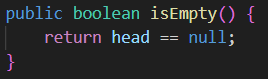 public boolean isEmpty() {
    return head == null;
}